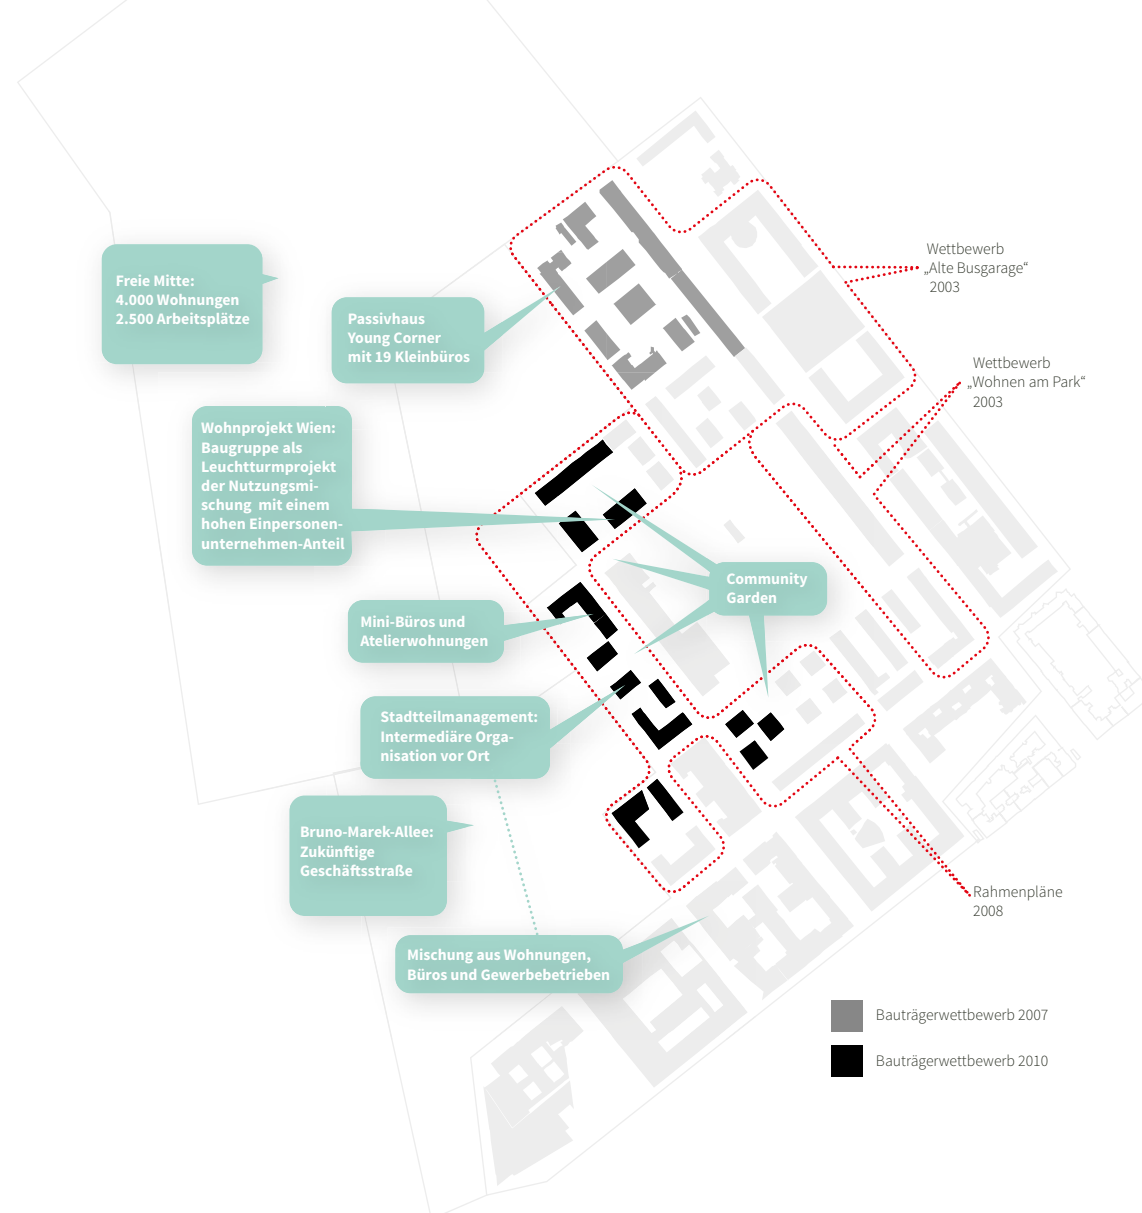 Wettbewerb
„Alte Busgarage“
2003
Freie Mitte:
4.000 Wohnungen
2.500 Arbeitsplätze
Passivhaus
Young Corner
mit 19 Kleinbüros
Wettbewerb
„Wohnen am Park“
2003
Wohnprojekt Wien:
Baugruppe als
Leuchtturmprojekt
der Nutzungsmi-
schung mit einem
hohen Einpersonen-
unternehmen-Anteil
Community
Garden
Mini-Büros und
Atelierwohnungen
Stadtteilmanagement:
Intermediäre Orga-
nisation vor Ort
Bruno-Marek-Allee:
Zukünftige
Geschäftsstraße
Rahmenpläne
2008
Mischung aus Wohnungen,
Büros und Gewerbebetrieben
Bauträgerwettbewerb 2007
Bauträgerwettbewerb 2010